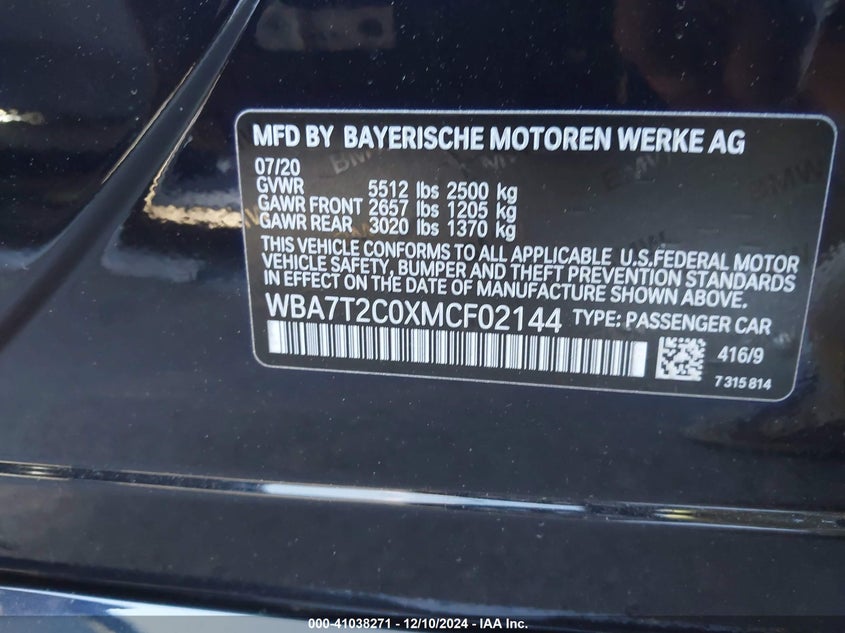 MFD BY BAYERISCHE MOTOREN WERKE AG
07/20
GVWR 5512 lbs 2500 kg
GAWR FRONT 2657 lbs 1205 kg
GAWR REAR 3020 lbs 1370 kg
THIS VEHICLE CONFORMS TO ALL APPLICABLE U.S.FEDERAL MOTOR
VEHICLE SAFETY, BUMPER AND THEFT PREVENTION STANDARDS
IN EFFECT ON THE DATE OF MANUFACTURE SHOWN ABOVE.
WBA7T2C0XMCF02144 TYPE: PASSENGER CAR
416/9
7 315 814
000-41038271 - 12/10/2024 - IAA Inc.